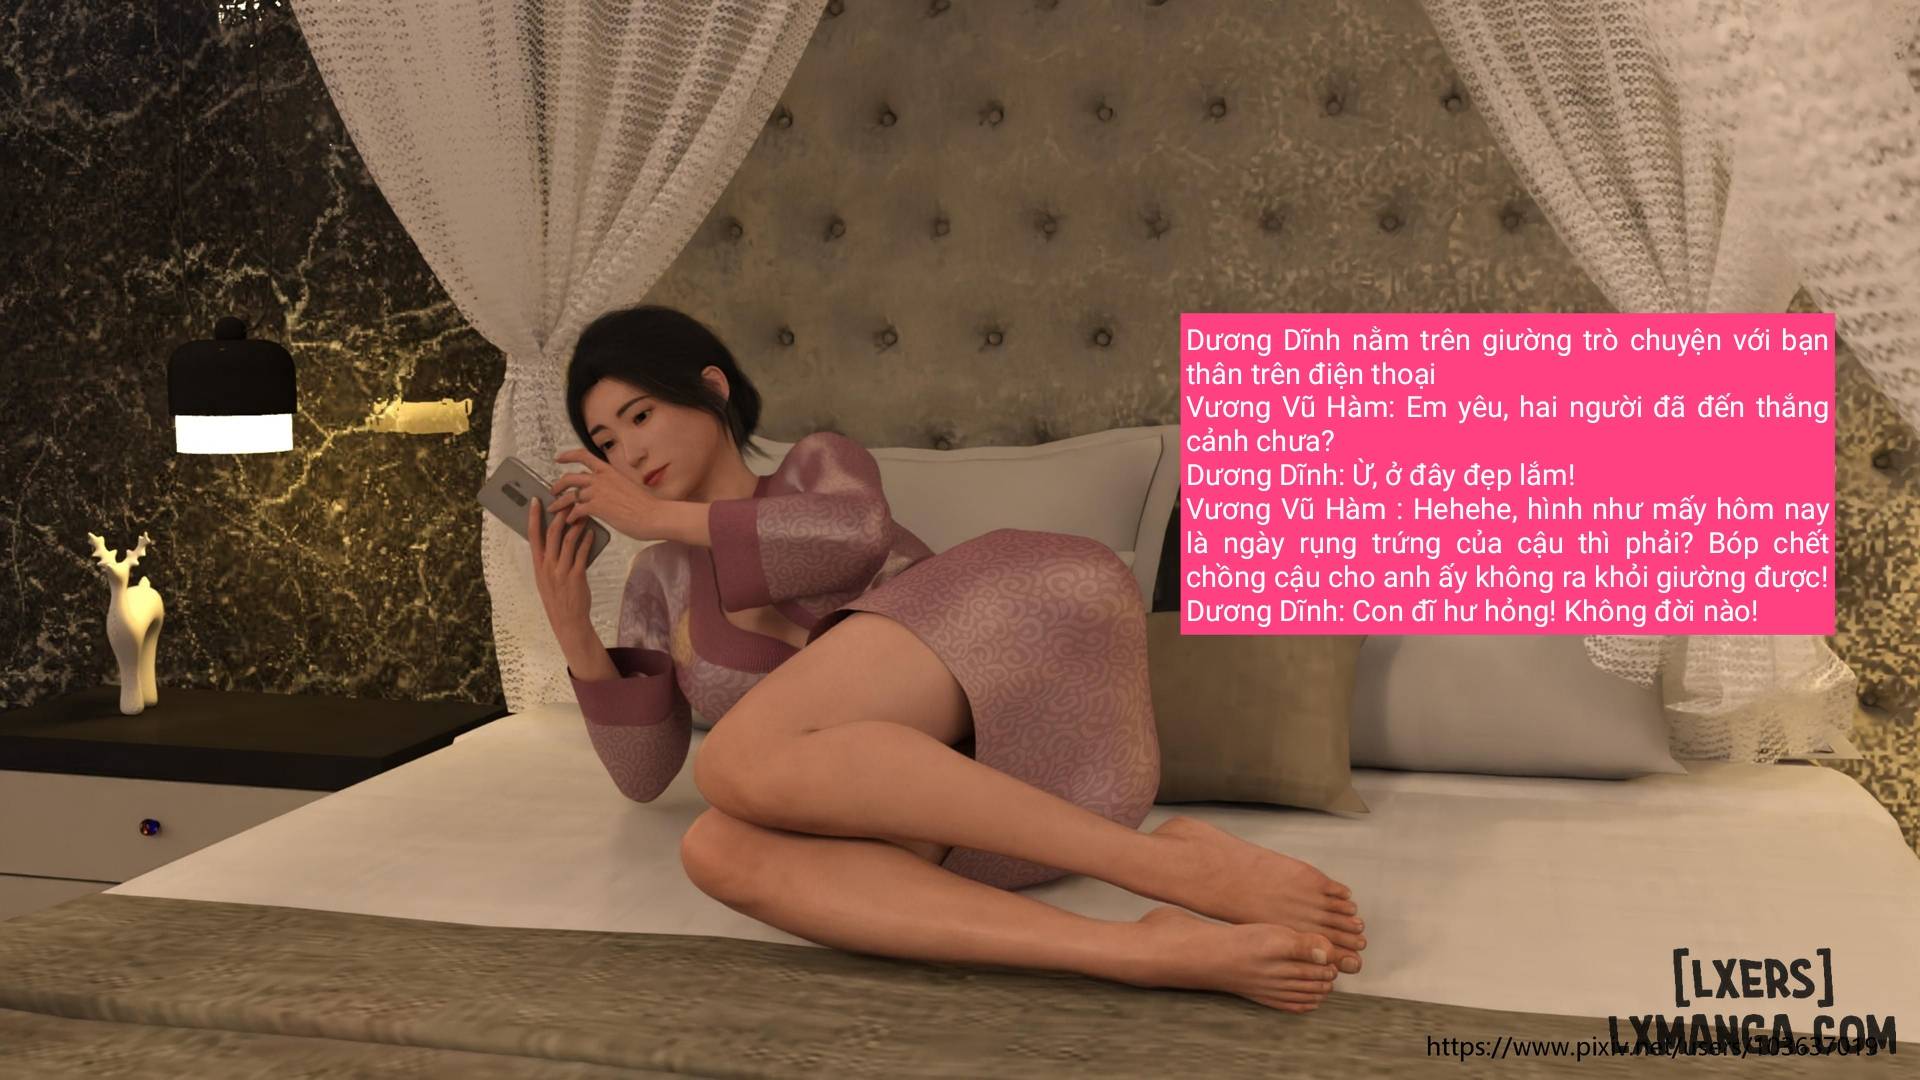 Dương Dĩnh nằm trên giường trò chuyện với bạn
thân trên điện thoại
Vương Vũ Hàm: Em yêu, hai người đã đến thắng
cảnh chưa?
Dương Dĩnh: Ừ, ở đây đẹp lắm!
Vương Vũ Hàm : Hehehe, hình như mấy hôm nay
là ngày rụng trứng của cậu thì phải? Bóp chết
chồng cậu cho anh ấy không ra khỏi giường được!
Dương Dĩnh: Con đĩ hư hỏng! Không đời nào!
[LXERS]
LXMANGA.COM
https://www.pixiv.net/users/103637019